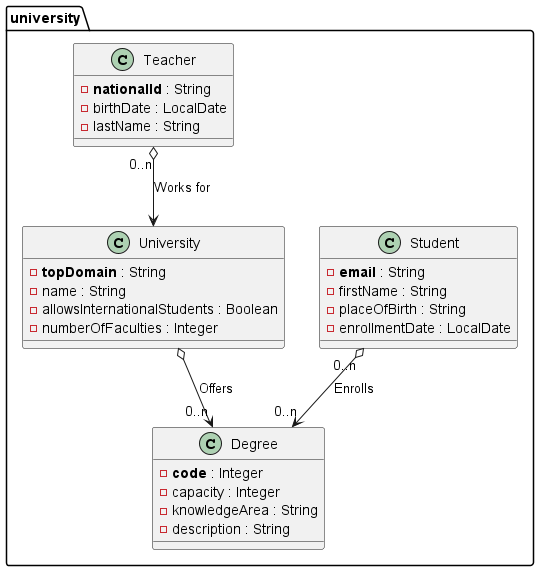 university
C Teacher
nationalId : String
birthDate : LocalDate
lastName : String
0..n
Works for
C University
topDomain : String
name : String
allowsInternationalStudents : Boolean
numberOfFaculties : Integer
C Student
email : String
firstName : String
placeOfBirth : String
enrollmentDate : LocalDate
0..n
Offers
Enrolls
0..n
0..n
C Degree
code : Integer
capacity : Integer
knowledgeArea : String
description : String